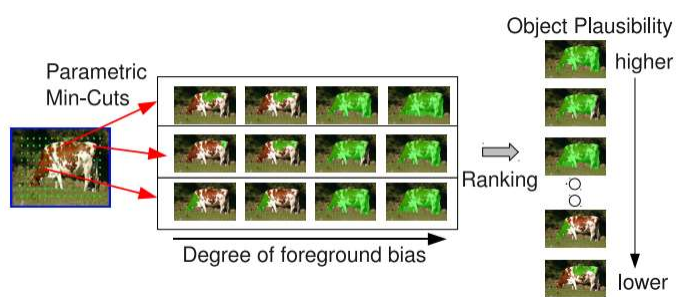 Object Plausibility
higher
Parametric
Min-Cuts
Ranking
Degree of foreground bias
lower